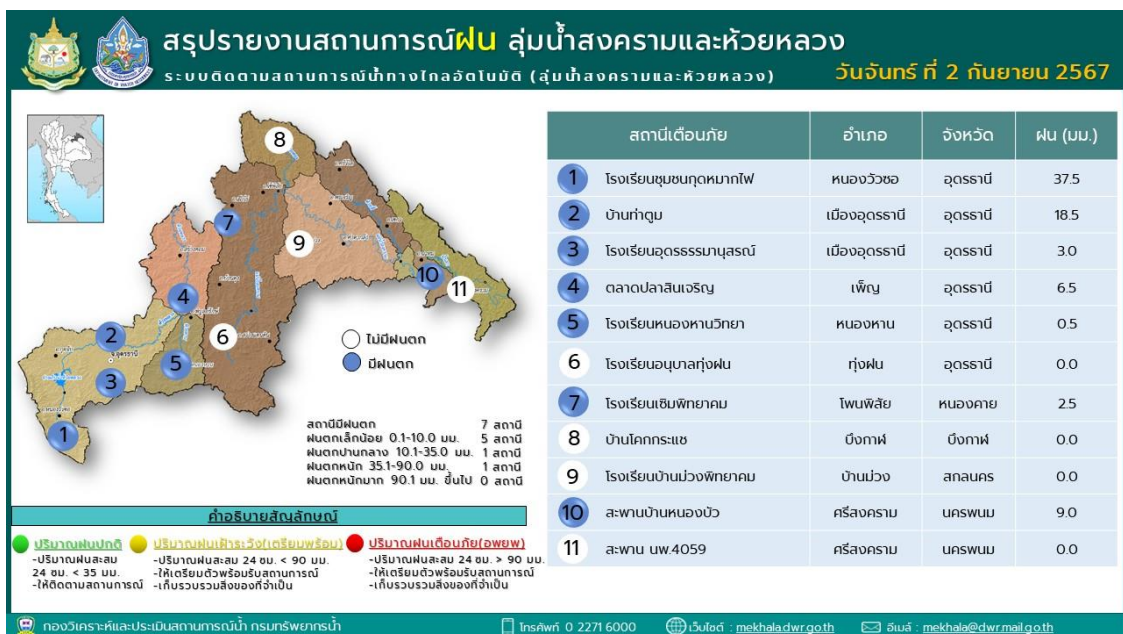 สรุปรายงานสถานการณ์ฝน ลุ่มน้ำสงครามและห้วยหลวง
ระบบติดตามสถานการณ์น้ำทางไกลอัตโนมัติ (ลุ่มน้ำสงครามและห้วยหลวง)
วันจันทร์ ที่ 2 กันยายน 2567
8
7
9
10
11
4
6
2
5
3
1
จ.อุดรธานี
ไม่มีฝนตก
มีฝนตก
สถานีมีฝนตก 7 สถานี
ฝนตกเล็กน้อย 0.1-10.0 มม. 5 สถานี
ฝนตกปานกลาง 10.1-35.0 มม. 1 สถานี
ฝนตกหนัก 35.1-90.0 มม. 1 สถานี
ฝนตกหนักมาก 90.1 มม. ขึ้นไป 0 สถานี
คำอธิบายสัญลักษณ์
ปริมาณฝนปกติ
-ปริมาณฝนสะสม
24 ชม. < 35 มม.
-ให้ติดตามสถานการณ์
ปริมาณฝนเฝ้าระวัง(เตรียมพร้อม)
-ปริมาณฝนสะสม 24 ชม. < 90 มม.
-ให้เตรียมตัวพร้อมรับสถานการณ์
-เก็บรวบรวมสิ่งของที่จำเป็น
ปริมาณฝนเตือนภัย(อพยพ)
-ปริมาณฝนสะสม 24 ชม. > 90 มม.
-ให้เตรียมตัวพร้อมรับสถานการณ์
-เก็บรวบรวมสิ่งของที่จำเป็น
สถานีเตือนภัย อำเภอ จังหวัด ฝน (มม.)
1 โรงเรียนชุมชนกุดหมากไฟ หนองวัวซอ อุดรธานี 37.5
2 บ้านท่าตูม เมืองอุดรธานี อุดรธานี 18.5
3 โรงเรียนอุดรธรรมานุสรณ์ เมืองอุดรธานี อุดรธานี 3.0
4 ตลาดปลาสินเจริญ เพ็ญ อุดรธานี 6.5
5 โรงเรียนหนองหานวิทยา หนองหาน อุดรธานี 0.5
6 โรงเรียนอนุบาลทุ่งฝน ทุ่งฝน อุดรธานี 0.0
7 โรงเรียนเซิมพิทยาคม โพนพิสัย หนองคาย 2.5
8 บ้านโคกกระแซ บึงกาฬ บึงกาฬ 0.0
9 โรงเรียนบ้านม่วงพิทยาคม บ้านม่วง สกลนคร 0.0
10 สะพานบ้านหนองบัว ศรีสงคราม นครพนม 9.0
11 สะพาน นพ.4059 ศรีสงคราม นครพนม 0.0
กองวิเคราะห์และประเมินสถานการณ์น้ำ กรมทรัพยากรน้ำ
โทรศัพท์ 0 2271 6000
เว็บไซต์ : mekhala.dwr.go.th
อีเมล์ : mekhala@dwr.mail.go.th